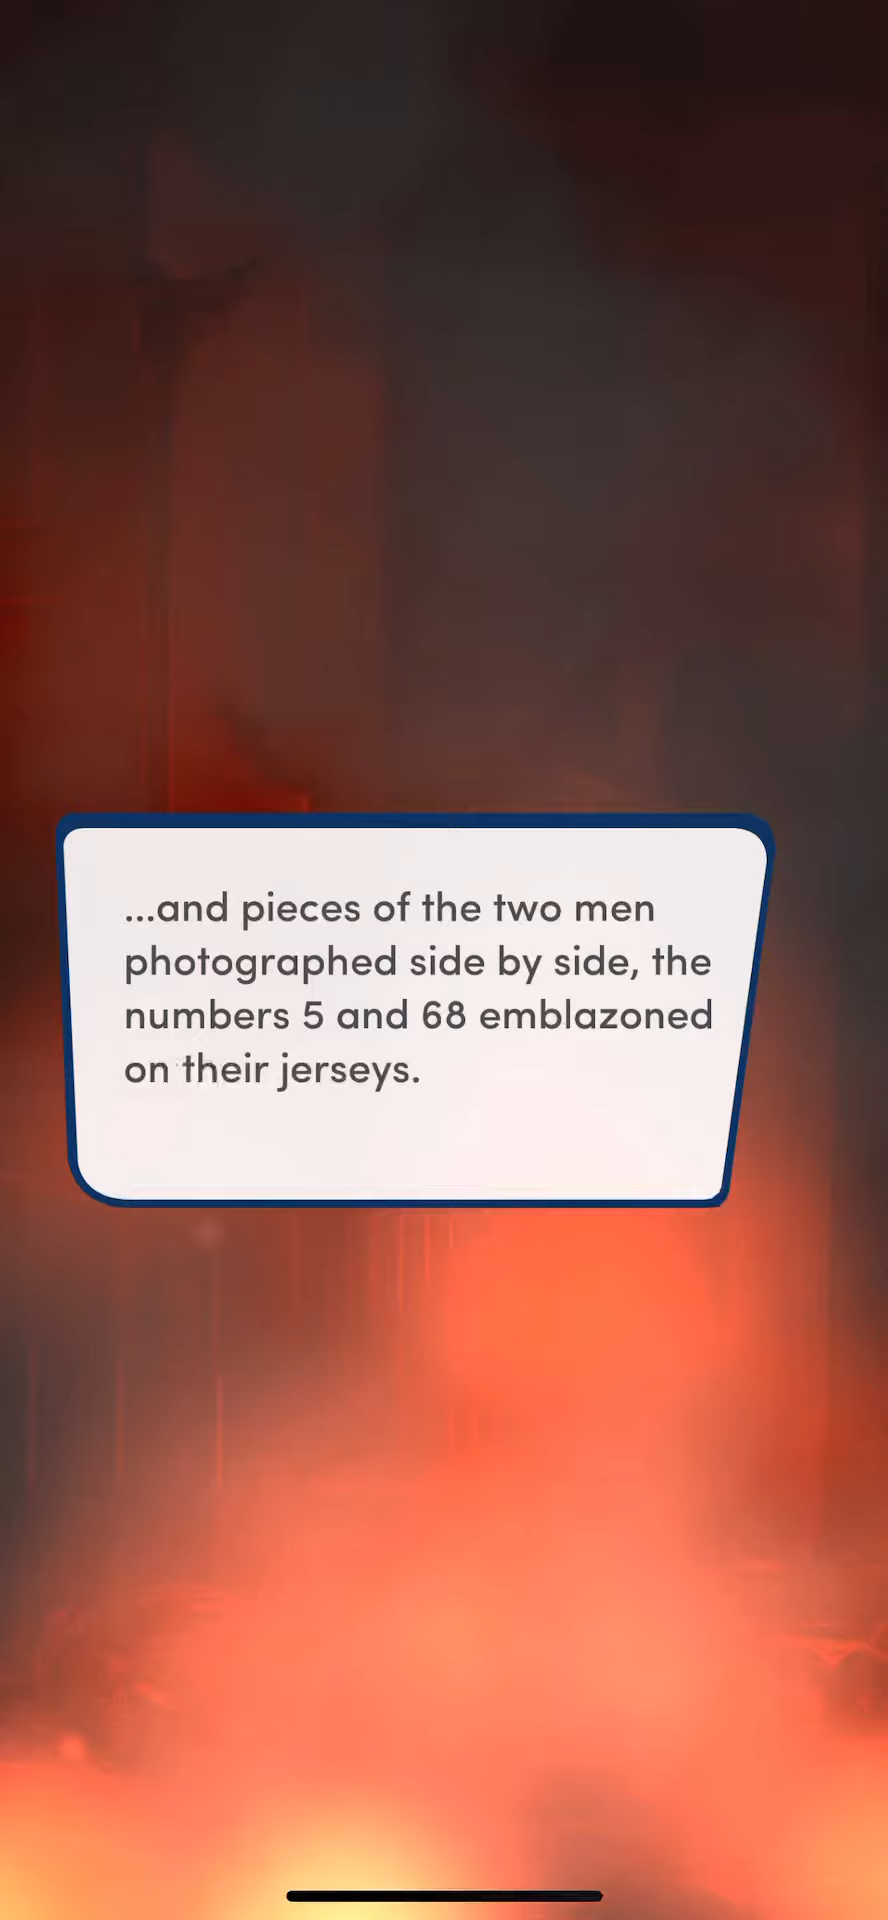 ...and pieces of the two men
photographed side by side, the
numbers 5 and 68 emblazoned
on their jerseys.